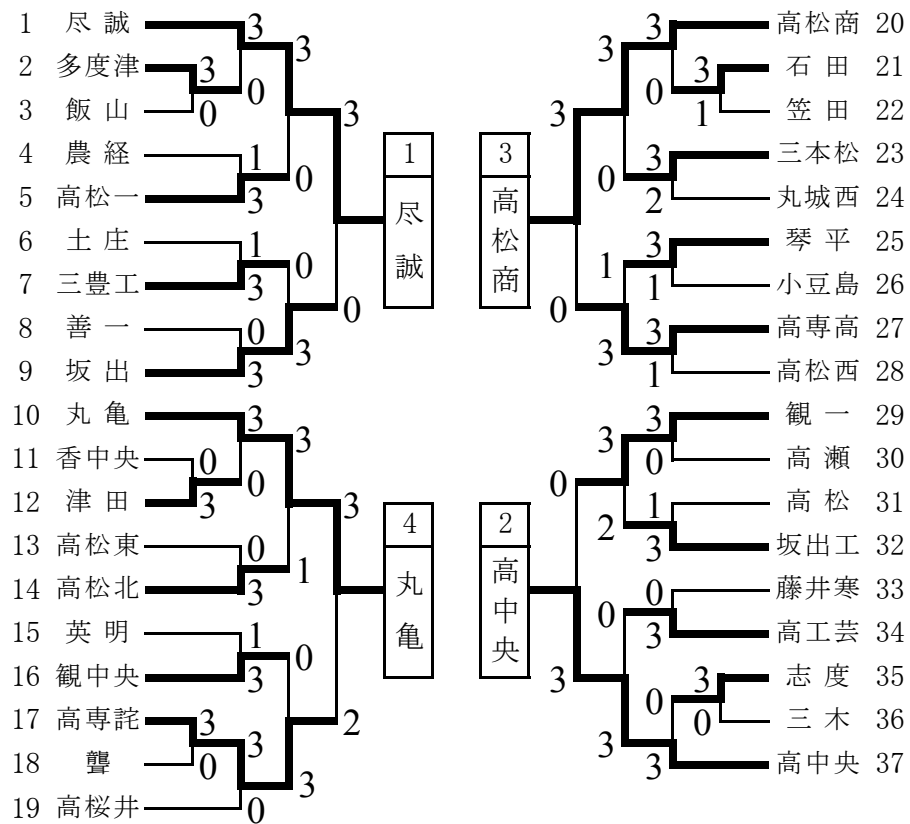 1 尽誠
2 多度津
3 飯山
4 農経
5 高松一
6 土庄
7 三豊工
8 善一
9 坂出
10 丸亀
11 香中央
12 津田
13 高松東
14 高松北
15 英明
16 観中央
17 高専詫
18 聾
19 高桜井
3
3
0
0
1
3
1
3
0
3
3
0
3
0
0
3
1
3
3
0
3
0
3
0
0
3
3
1
0
3
3
0
3
2
1
尽誠
4
丸亀
3
高松商
2
高中央
3
0
3
0
3
0
1
3
3
2
0
3
0
3
0
3
2
3
1
3
1
3
0
1
3
0
3
0
3
3
1
3
0
高松商 20
石田 21
笠田 22
三本松 23
丸城西 24
琴平 25
小豆島 26
高専高 27
高松西 28
観一 29
高瀬 30
高松 31
坂出工 32
藤井寒 33
高工芸 34
志度 35
三木 36
高中央 37